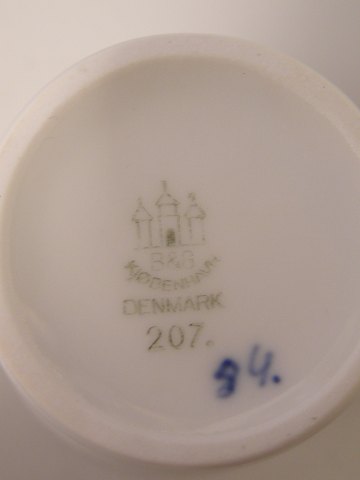 B&G
KJØBENHAVN
DENMARK
207.
94.